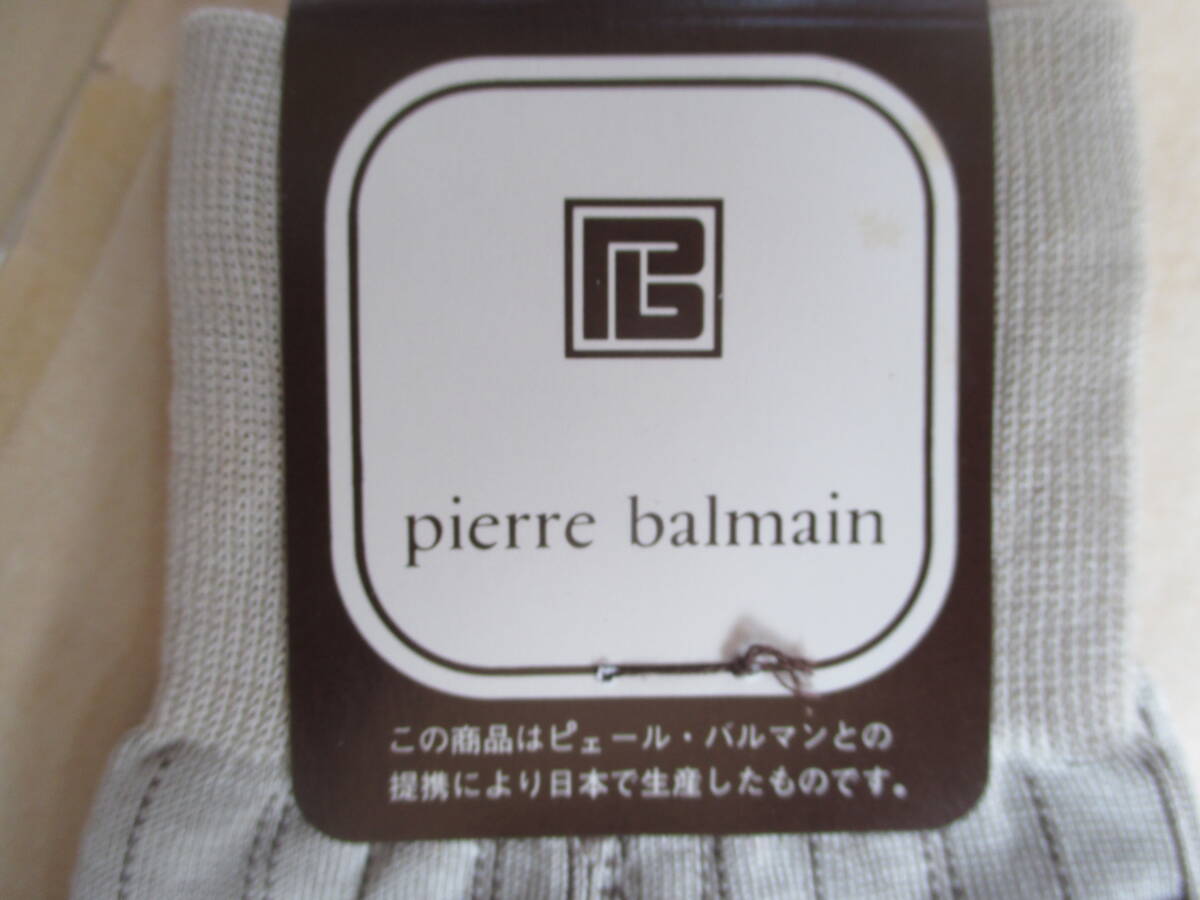 PB
pierre balmain
この商品はピェール・バルマンとの
提携により日本で生産したものです。